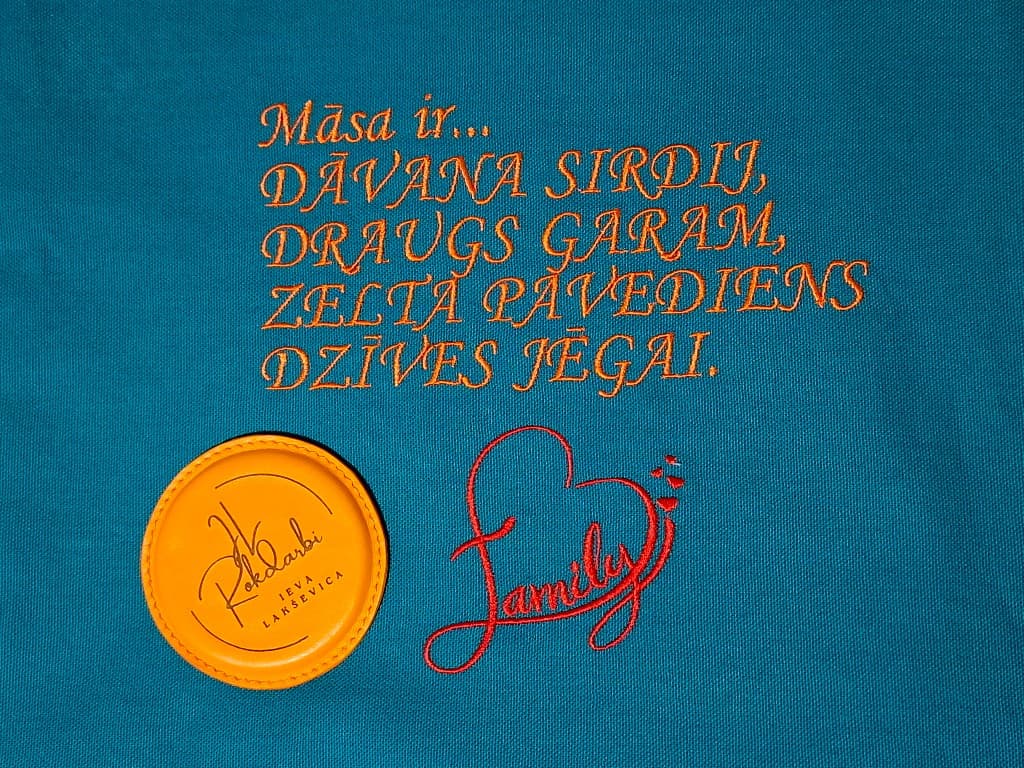 Māsa ir...
DĀVANA SIRDIJ,
DRAUGS GARAM,
ZELTA PAVEDIENS
DZĪVES JĒGAI.
Family
Rokdarbi
IEVA
LAKŠEVICA